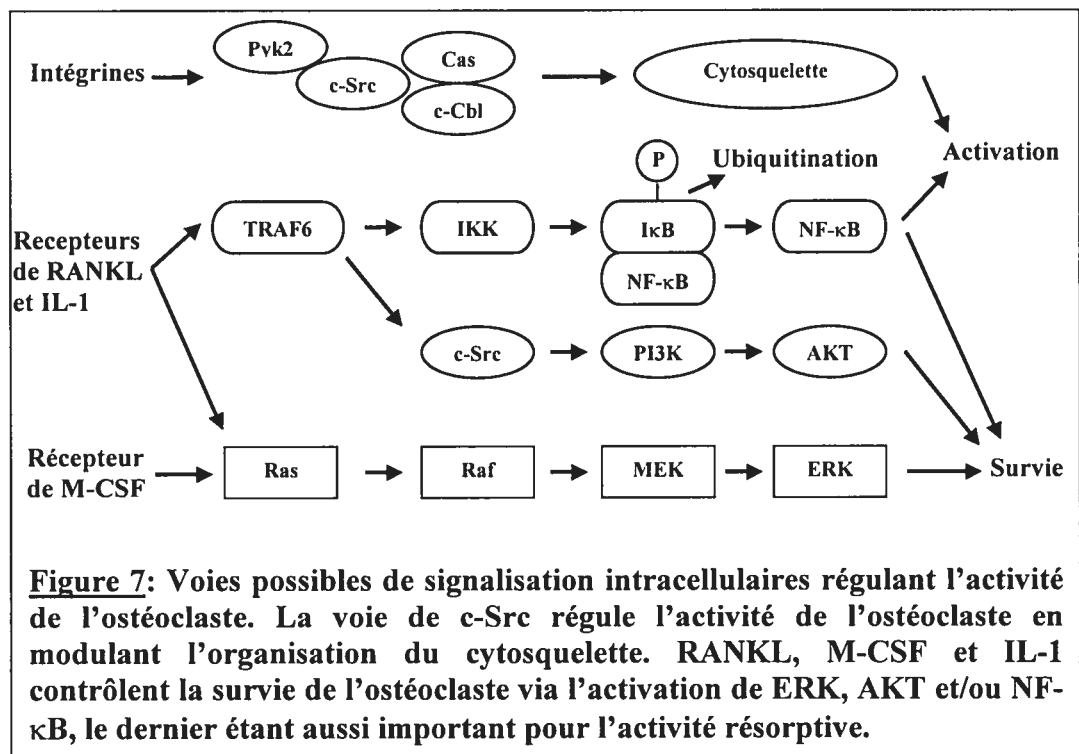 Pyk2
Cas
Intégrines
c-Src
Cytosquelette
c-Cbl
P
Ubiquitination
Activation
TRAF6
IKK
IκB
NF-κB
Recepteurs
de RANKL
et IL-1
NF-κB
c-Src
PI3K
AKT
Récepteur
de M-CSF
Ras
Raf
MEK
ERK
Survie
Figure 7: Voies possibles de signalisation intracellulaires régulant l'activité
de l'ostéoclaste. La voie de c-Src régule l'activité de l'ostéoclaste en
modulant l'organisation du cytosquelette. RANKL, M-CSF et IL-1
contrôlent la survie de l'ostéoclaste via l'activation de ERK, AKT et/ou NF-
κB, le dernier étant aussi important pour l'activité résorptive.